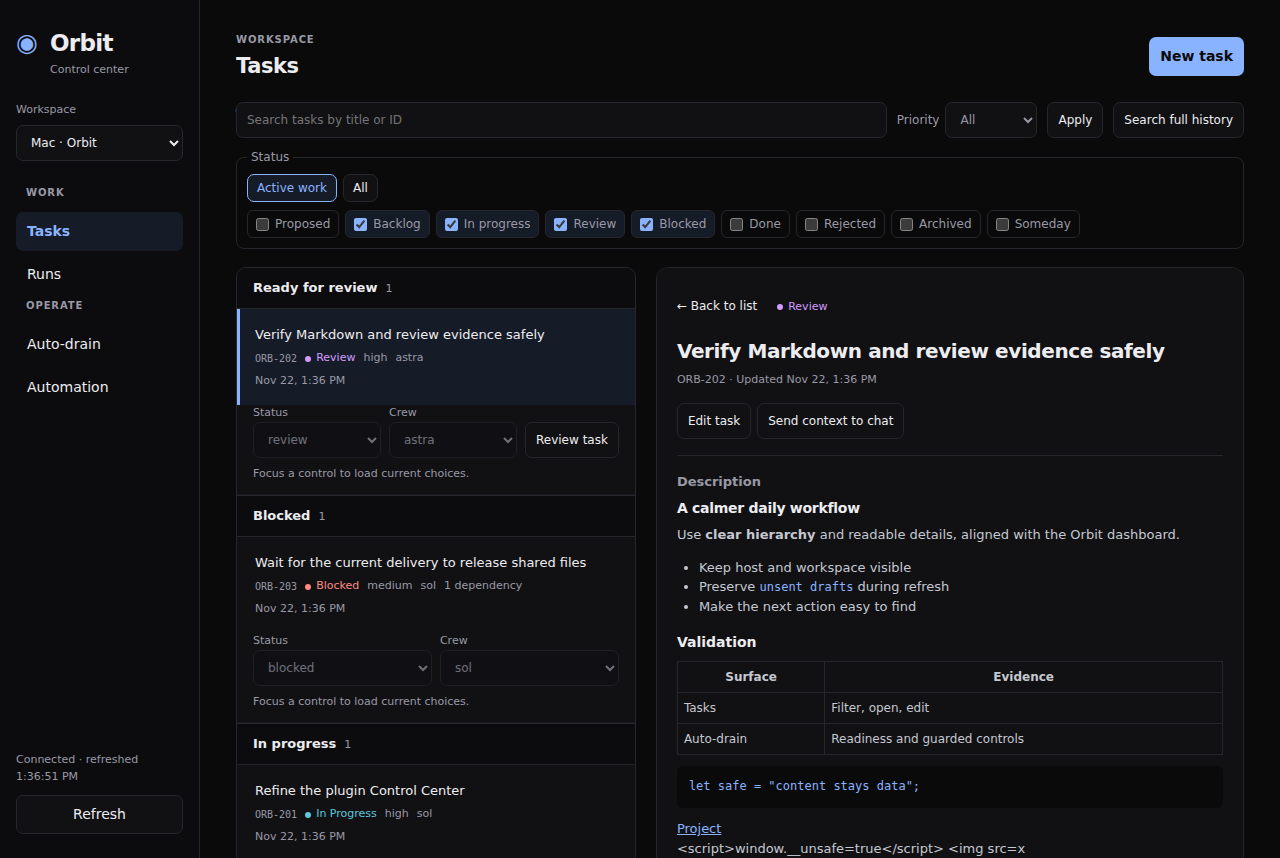 Orbit
Control center
Workspace
Mac · Orbit
WORK
Tasks
Runs
OPERATE
Auto-drain
Automation
Connected · refreshed
1:36:51 PM
Refresh
WORKSPACE
Tasks
New task
Search tasks by title or ID
Priority
All
Apply
Search full history
Status
Active work
All
Proposed
Backlog
In progress
Review
Blocked
Done
Rejected
Archived
Someday
Ready for review 1
Verify Markdown and review evidence safely
ORB-202 Review high astra
Nov 22, 1:36 PM
Status Crew
review astra Review task
Focus a control to load current choices.
Blocked 1
Wait for the current delivery to release shared files
ORB-203 Blocked medium sol 1 dependency
Nov 22, 1:36 PM
Status Crew
blocked sol
Focus a control to load current choices.
In progress 1
Refine the plugin Control Center
ORB-201 In Progress high sol
Nov 22, 1:36 PM
← Back to list Review
Verify Markdown and review evidence safely
ORB-202 · Updated Nov 22, 1:36 PM
Edit task Send context to chat
Description
A calmer daily workflow
Use clear hierarchy and readable details, aligned with the Orbit dashboard.
• Keep host and workspace visible
• Preserve unsent drafts during refresh
• Make the next action easy to find
Validation
Surface Evidence
Tasks Filter, open, edit
Auto-drain Readiness and guarded controls
let safe = "content stays data";
Project
<script>window.__unsafe=true</script> <img src=x